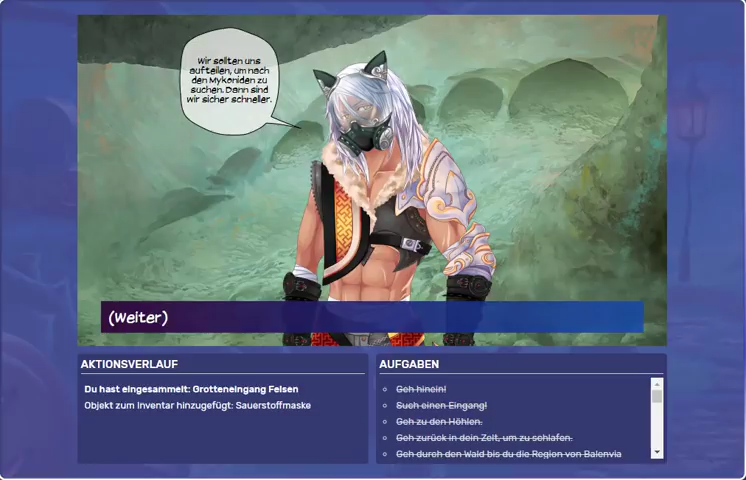 Wir sollten uns
aufteilen, um nach
den Mykoniden zu
suchen. Dann sind
wir sicher schneller.
(Weiter)
AKTIONSVERLAUF
Du hast eingesammelt: Grotteneingang Felsen
Objekt zum Inventar hinzugefügt: Sauerstoffmaske
AUFGABEN
Geh hinein!
Such einen Eingang!
Geh zu den Höhlen.
Geh zurück in dein Zelt, um zu schlafen.
Geh durch den Wald bis du die Region von Balenvia